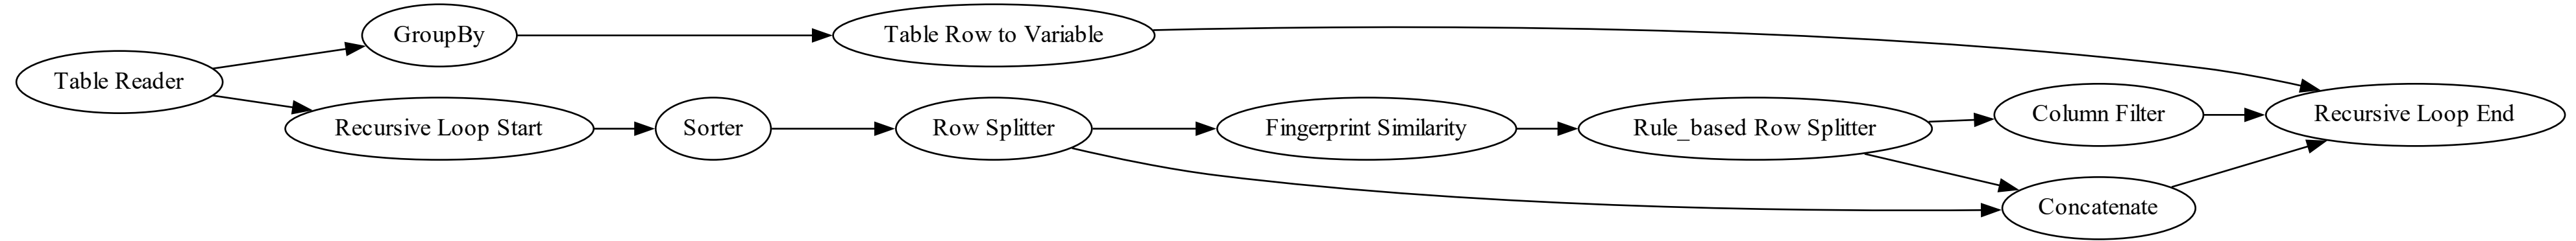 Table Reader
GroupBy
Table Row to Variable
Recursive Loop Start
Sorter
Row Splitter
Fingerprint Similarity
Rule_based Row Splitter
Column Filter
Recursive Loop End
Concatenate